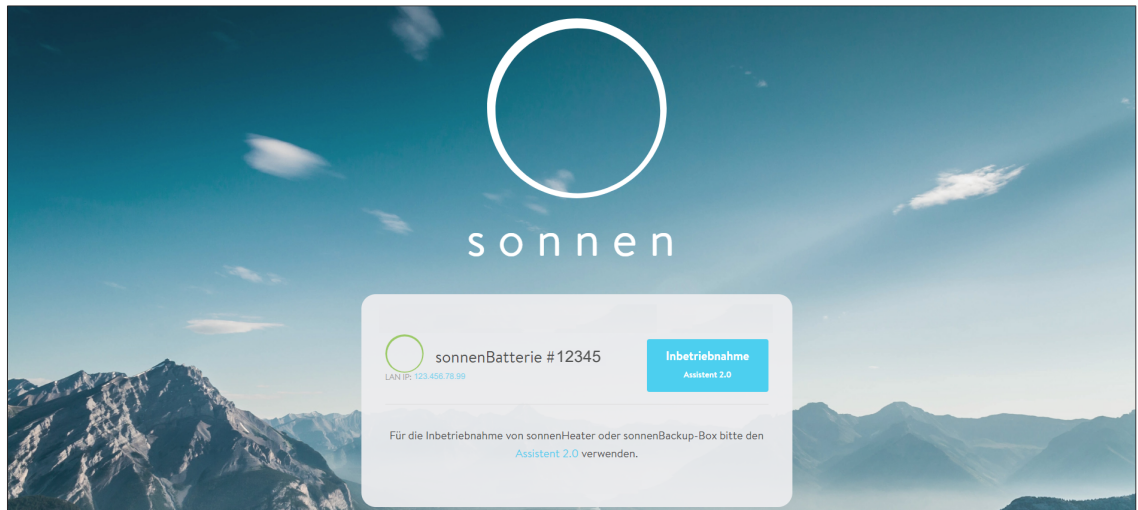 sonnen
sonnenBatterie #12345
LAN IP: 123.456.78.99
Inbetriebnahme
Assistent 2.0
Für die Inbetriebnahme von sonnenHeater oder sonnenBackup-Box bitte den
Assistent 2.0 verwenden.